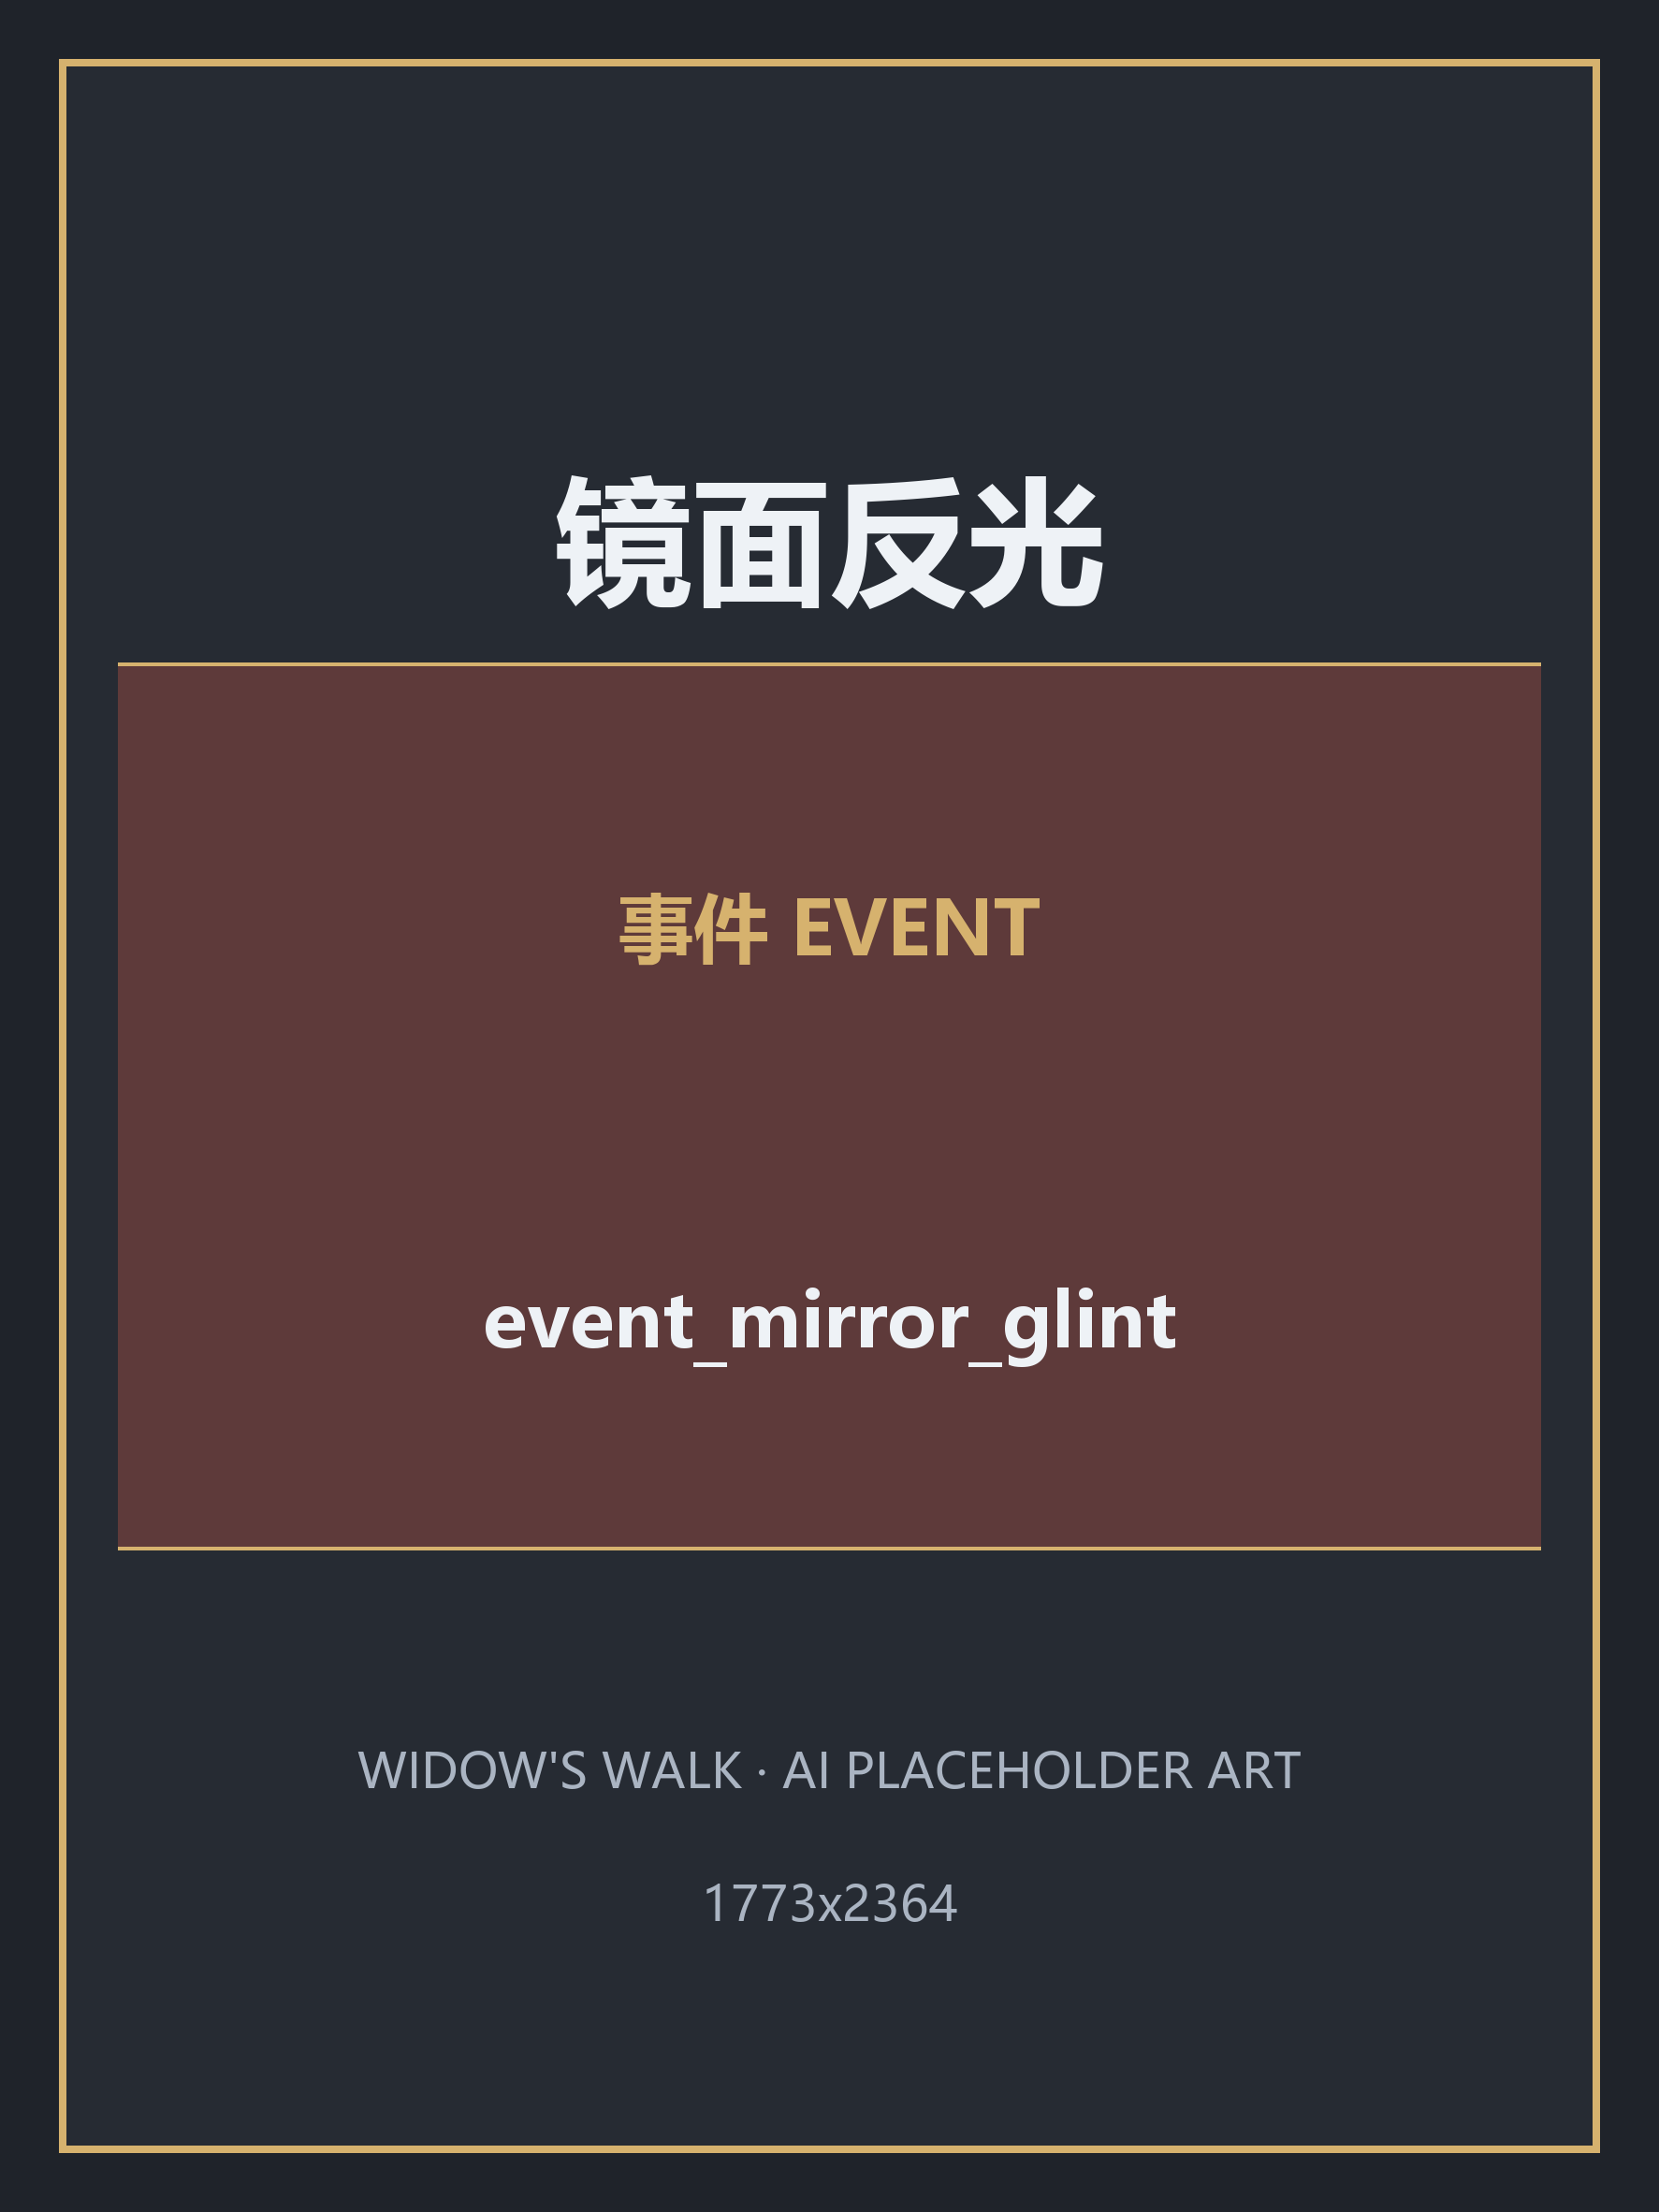 镜面反光
事件 EVENT
event_mirror_glint
WIDOW'S WALK · AI PLACEHOLDER ART
1773x2364